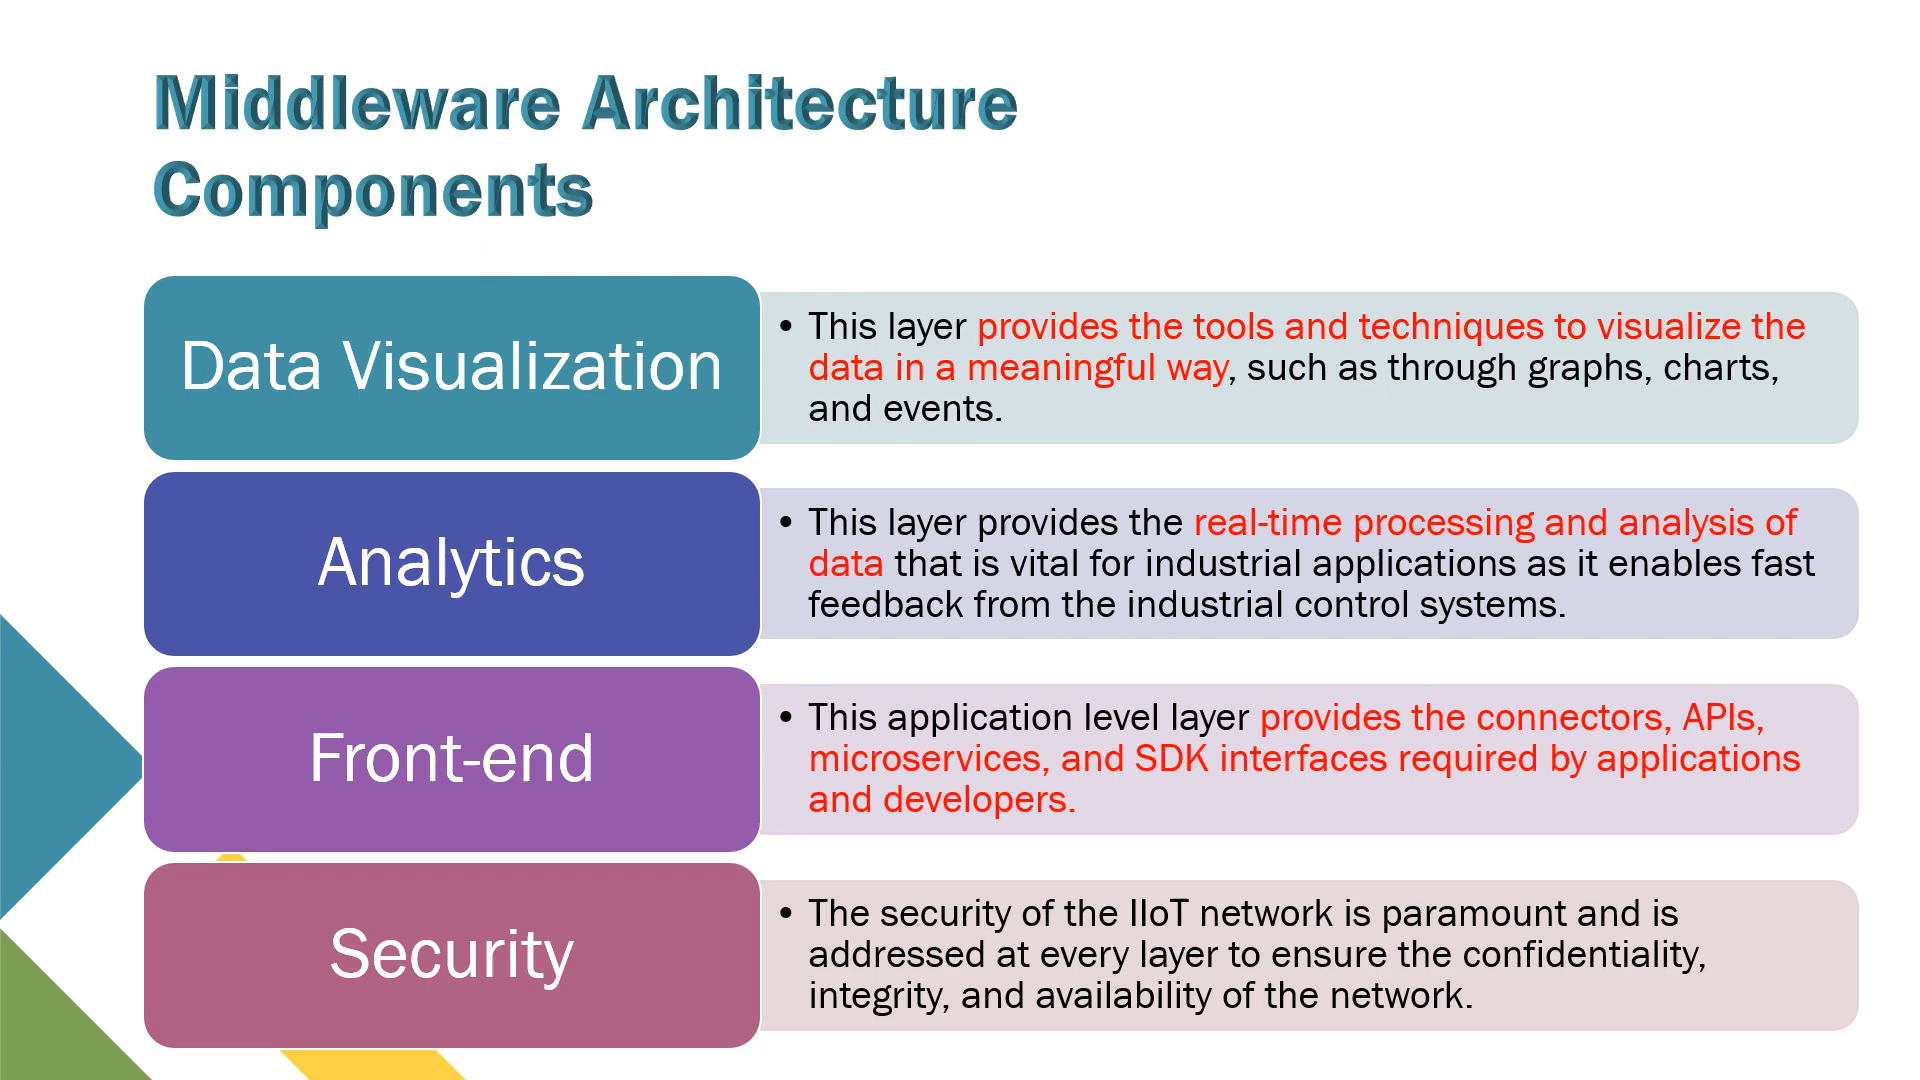 Middleware Architecture
Components
Data Visualization
• This layer provides the tools and techniques to visualize the
data in a meaningful way, such as through graphs, charts,
and events.
Analytics
• This layer provides the real-time processing and analysis of
data that is vital for industrial applications as it enables fast
feedback from the industrial control systems.
Front-end
• This application level layer provides the connectors, APIs,
microservices, and SDK interfaces required by applications
and developers.
Security
• The security of the IIoT network is paramount and is
addressed at every layer to ensure the confidentiality,
integrity, and availability of the network.